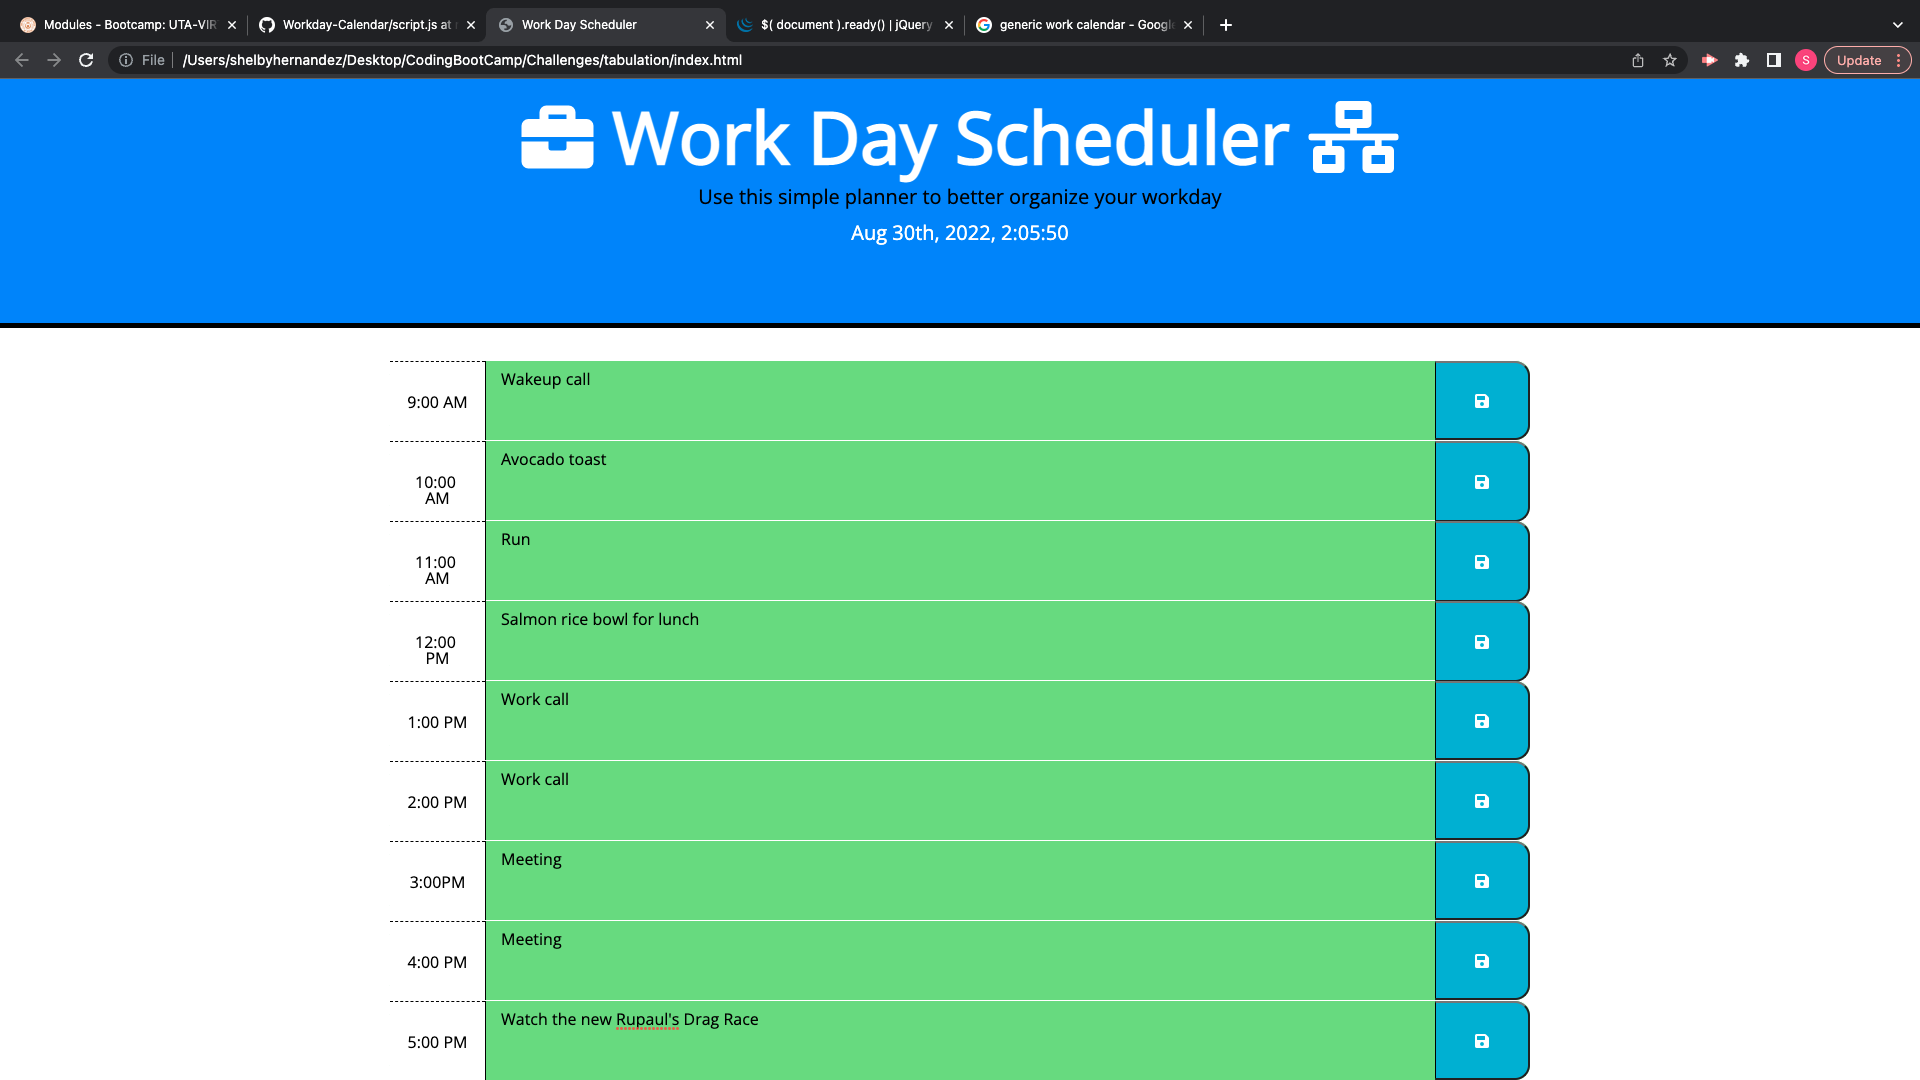 Modules - Bootcamp: UTA-VIR
Workday-Calendar/script.js at
Work Day Scheduler
$( document ).ready() | jQuery
generic work calendar - Google
File
/Users/shelbyhernandez/Desktop/CodingBootCamp/Challenges/tabulation/index.html
S
Update
Work Day Scheduler
Use this simple planner to better organize your workday
Aug 30th, 2022, 2:05:50
9:00 AM
Wakeup call
10:00
AM
Avocado toast
11:00
AM
Run
12:00
PM
Salmon rice bowl for lunch
1:00 PM
Work call
2:00 PM
Work call
3:00PM
Meeting
4:00 PM
Meeting
5:00 PM
Watch the new Rupaul's Drag Race